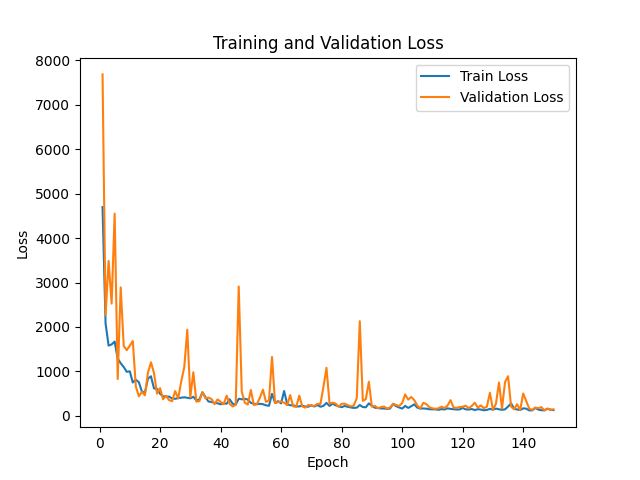 Training and Validation Loss
Train Loss
Validation Loss
8000
7000
6000
5000
4000
3000
2000
1000
0
Loss
0 20 40 60 80 100 120 140
Epoch